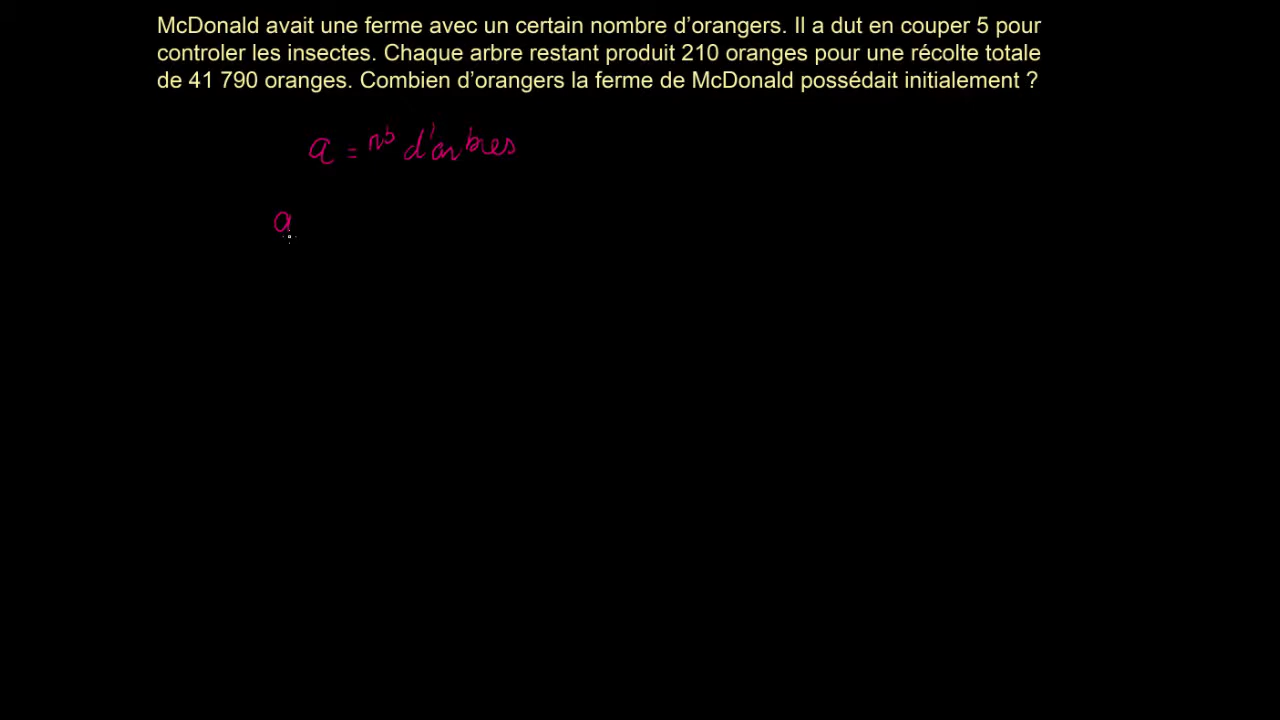 McDonald avait une ferme avec un certain nombre d’orangers. Il a dut en couper 5 pour
controler les insectes. Chaque arbre restant produit 210 oranges pour une récolte totale
de 41 790 oranges. Combien d’orangers la ferme de McDonald possédait initialement ?
a = nb d'arbres
a